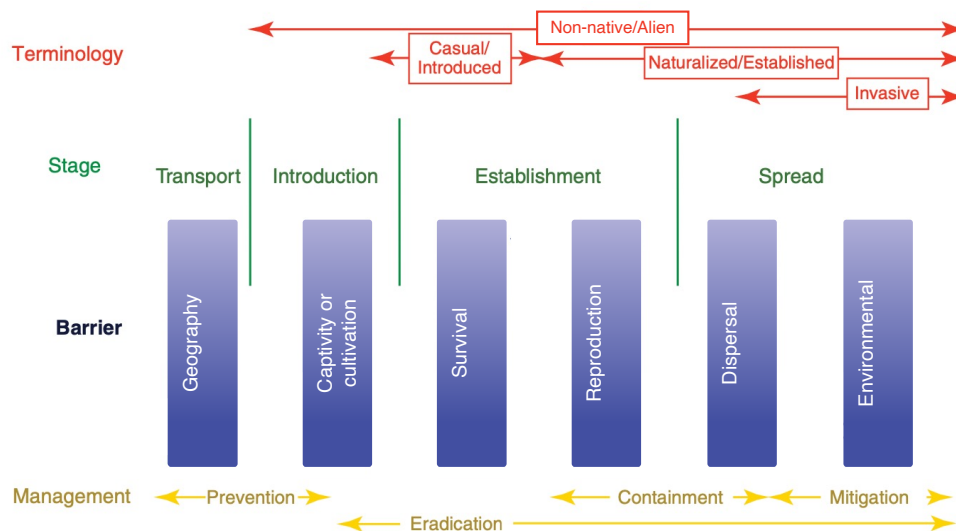 Non-native/Alien
Terminology
Casual/
Introduced
Naturalized/Established
Invasive
Stage
Transport
Introduction
Establishment
Spread
Barrier
Geography
Captivity or
cultivation
Survival
Reproduction
Dispersal
Environmental
Management
Prevention
Containment
Mitigation
Eradication